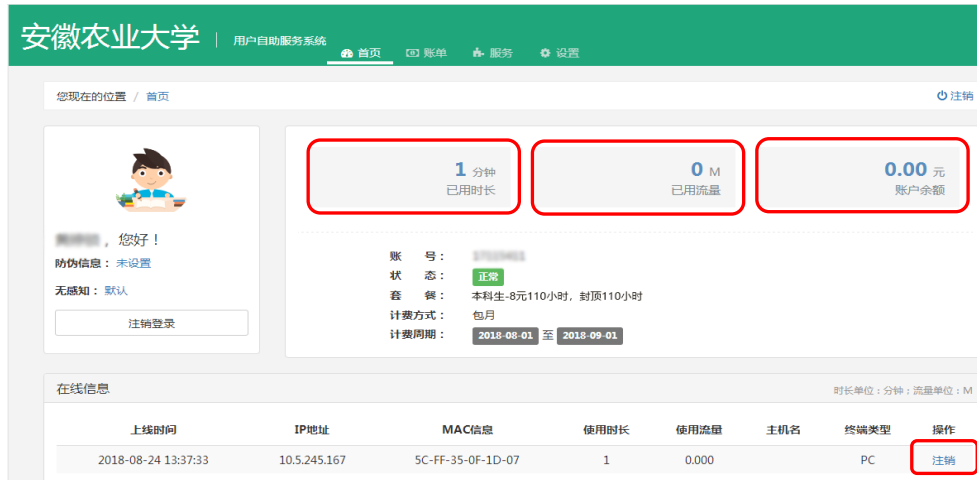 安徽农业大学 | 用户自助服务系统
首页 账单 服务 设置
您现在的位置 / 首页
注销
1 分钟
已用时长
0 M
已用流量
0.00 元
账户余额
，您好！
防伪信息： 未设置
无感知： 默认
注销登录
账 号：
状 态： 正常
套 餐： 本科生-8元110小时，封顶110小时
计费方式： 包月
计费周期： 2018-08-01 至 2018-09-01
在线信息
时长单位：分钟；流量单位：M
上线时间 IP地址 MAC信息 使用时长 使用流量 主机名 终端类型 操作
2018-08-24 13:37:33 10.5.245.167 5C-FF-35-0F-1D-07 1 0.000 PC 注销